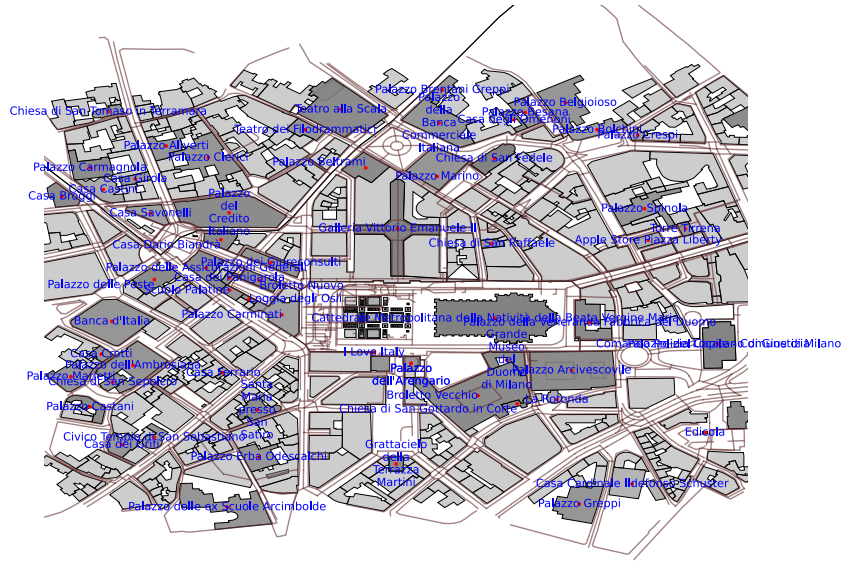 Palazzo Brentani Greppi
Palazzo
della
Banca
Commerciale
Italiana
Palazzo Belgioioso
Chiesa di San Tomaso in Terramara
Teatro alla Scala
Palazzo Besana
Casa degli Omenoni
Teatro dei Filodrammatici
Palazzo Bolchini
Palazzo Crespi
Palazzo Aliverti
Palazzo Clerici
Chiesa di San Fedele
Palazzo Beltrami
Palazzo Carmagnola
Palazzo Marino
Casa Cirola
Casa Castini
Casa Broggi
Palazzo
del
Credito
Italiano
Palazzo Spinola
Casa Savonelli
Galleria Vittorio Emanuele II
Torre Tirrena
Apple Store Piazza Liberty
Casa Dario Biandrà
Chiesa di San Raffaele
Palazzo dei Giureconsulti
Palazzo delle Assicurazioni Generali
Casa dei Panigarola
Palazzo delle Poste
Scuole Palatine
Broletto Nuovo
Loggia degli Osii
Palazzo Carminati
Banca d'Italia
Cattedrale Metropolitana della Natività della Beata Vergine Maria
Palazzo della Veneranda Fabbrica del Duomo
Grande
Museo
del
Duomo
di Milano
I Love Italy
Casa Crotti
Palazzo dell'Ambrosiana
Palazzo
dell'Arengario
Palazzo Arcivescovile
Casa Ferrario
Chiesa di San Sepolcro
Santa
Maria
presso
San
Satiro
Broletto Vecchio
La Rotonda
Palazzo Castani
Chiesa di San Gottardo in Corte
Edicola
Civico Tempio di San Sebastiano
Grattacielo
della
Terrazza
Martini
Palazzo Erba Odescalchi
Casa Cardinale Ildefonso Schuster
Palazzo Greppi
Palazzo delle ex Scuole Arcimbolde